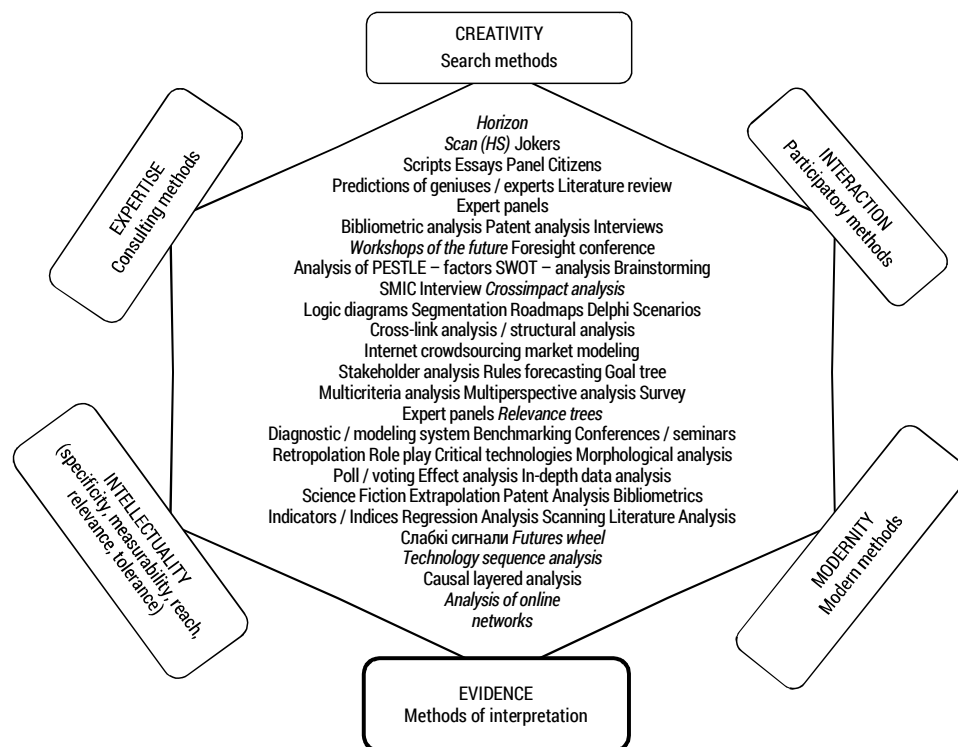 CREATIVITY
Search methods
EXPERTISE
Consulting methods
INTERACTION
Participatory methods
Horizon
Scan (HS) Jokers
Scripts Essays Panel Citizens
Predictions of geniuses / experts Literature review
Expert panels
Bibliometric analysis Patent analysis Interviews
Workshops of the future Foresight conference
Analysis of PESTLE – factors SWOT – analysis Brainstorming
SMIC Interview Crossimpact analysis
Logic diagrams Segmentation Roadmaps Delphi Scenarios
Cross-link analysis / structural analysis
Internet crowdsourcing market modeling
Stakeholder analysis Rules forecasting Goal tree
Multicriteria analysis Multiperspective analysis Survey
Expert panels Relevance trees
Diagnostic / modeling system Benchmarking Conferences / seminars
Retropolation Role play Critical technologies Morphological analysis
Poll / voting Effect analysis In-depth data analysis
Science Fiction Extrapolation Patent Analysis Bibliometrics
Indicators / Indices Regression Analysis Scanning Literature Analysis
Слабкі сигнали Futures wheel
Technology sequence analysis
Causal layered analysis
Analysis of online
networks
INTELLECTUALITY
(specificity, measurability, reach,
relevance, tolerance)
MODERNITY
Modern methods
EVIDENCE
Methods of interpretation